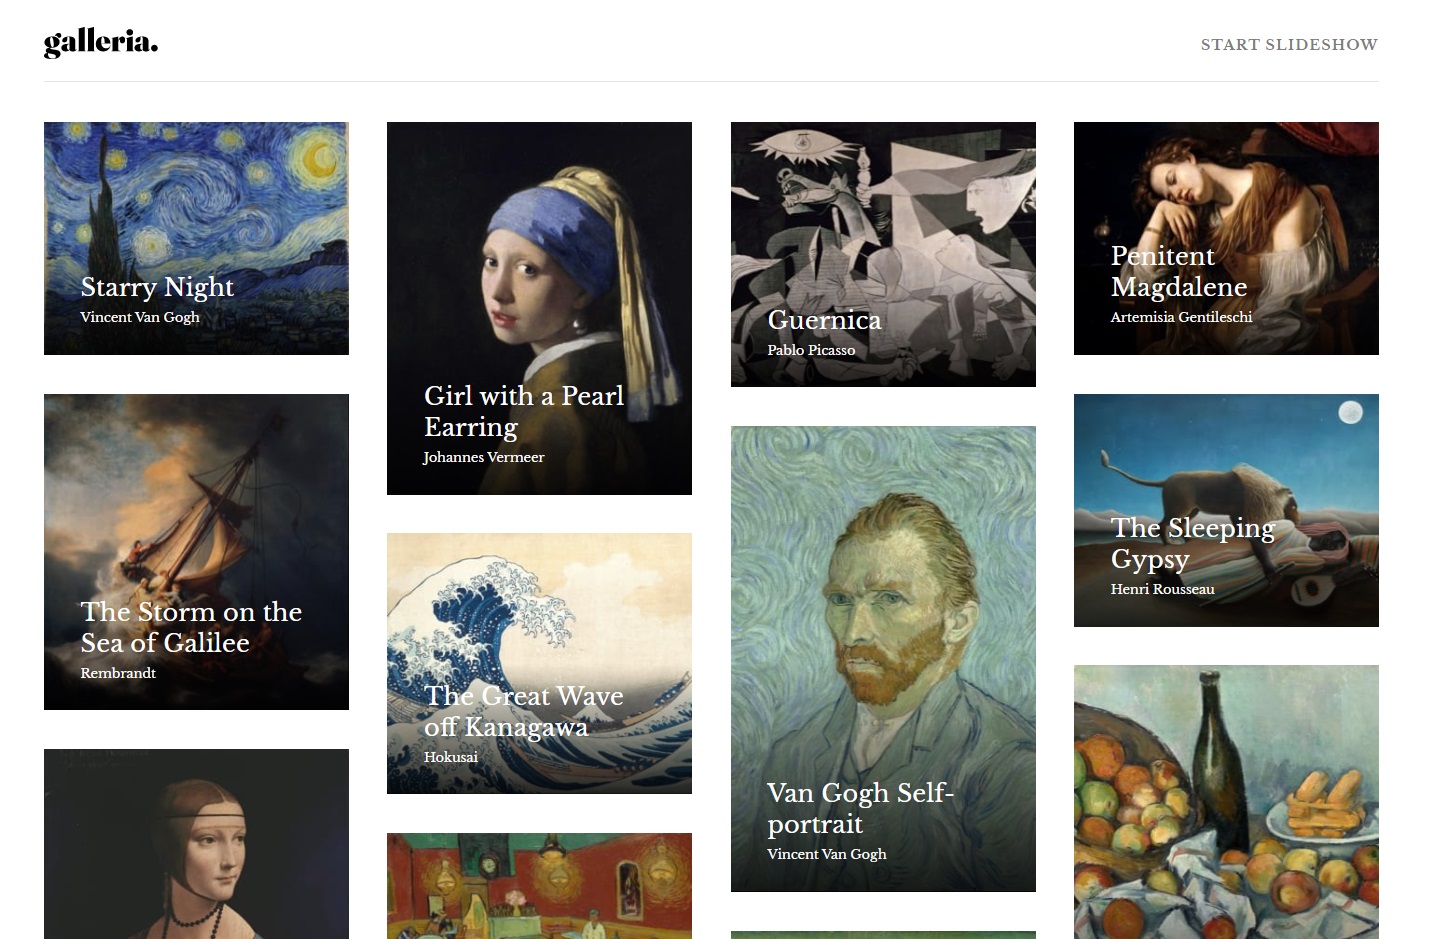 galleria.
START SLIDESHOW
Starry Night
Vincent Van Gogh
Girl with a Pearl
Earring
Johannes Vermeer
Guernica
Pablo Picasso
Penitent
Magdalene
Artemisia Gentileschi
The Storm on the
Sea of Galilee
Rembrandt
The Great Wave
off Kanagawa
Hokusai
Van Gogh Self-
portrait
Vincent Van Gogh
The Sleeping
Gypsy
Henri Rousseau